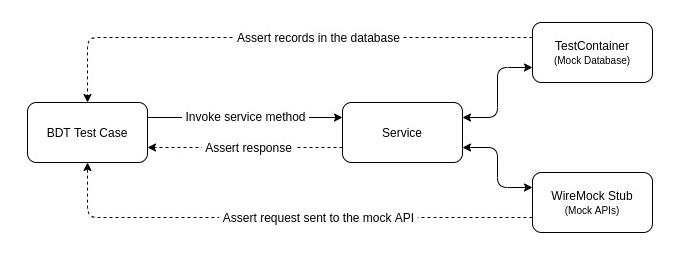 Assert records in the database
TestContainer
(Mock Database)
BDT Test Case
Invoke service method
Service
Assert response
WireMock Stub
(Mock APIs)
Assert request sent to the mock API